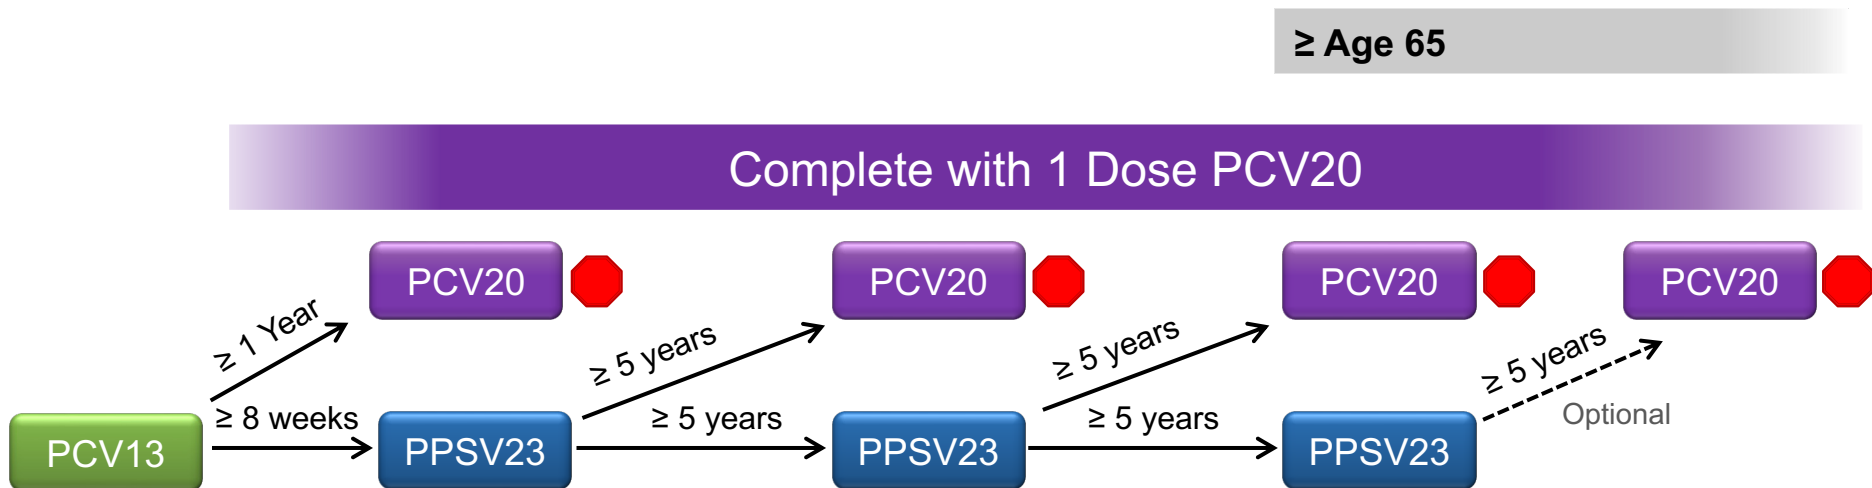 ≥ Age 65
Complete with 1 Dose PCV20
PCV20
PCV20
PCV20
PCV20
≥ 1 Year
≥ 5 years
≥ 5 years
≥ 5 years
≥ 8 weeks
≥ 5 years
≥ 5 years
Optional
PCV13
PPSV23
PPSV23
PPSV23